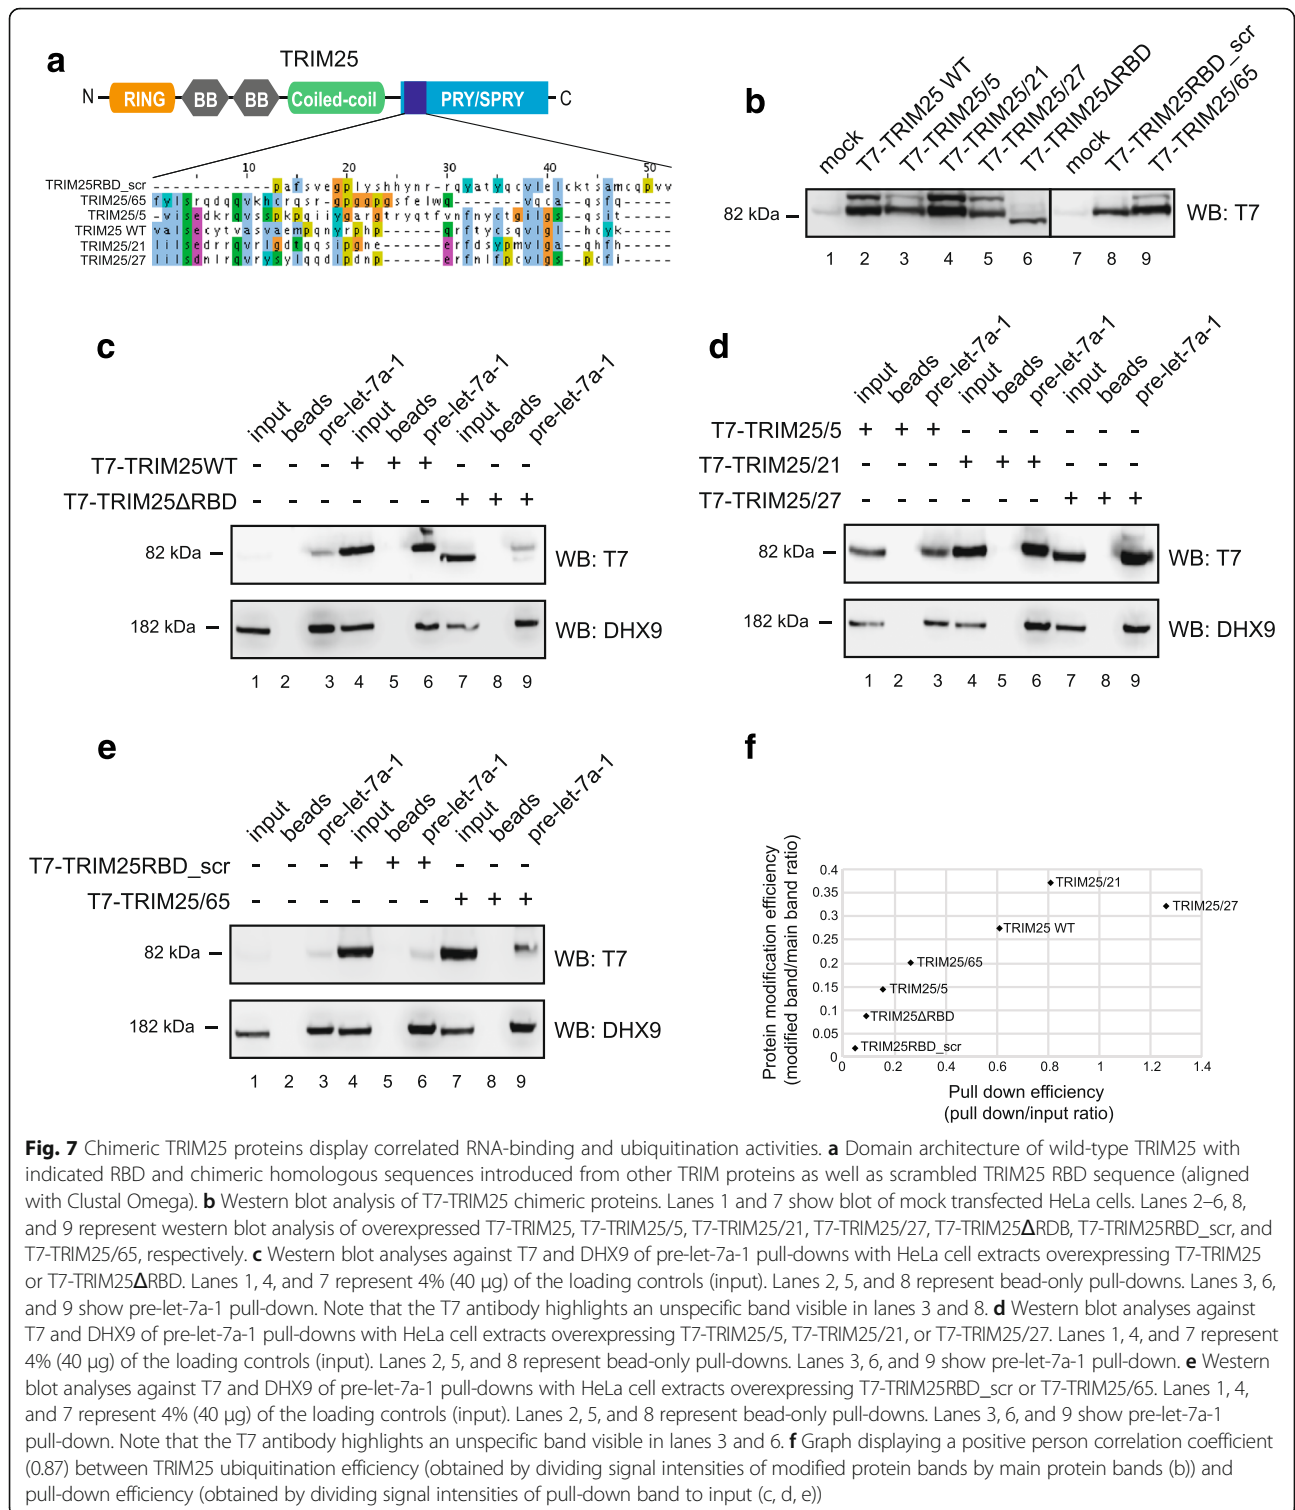 a
TRIM25
N RING BB BB Coiled-coil PRY/SPRY C
10 20 30 40 50
TRIM25RBD_scr
TRIM25/65
TRIM25/5
TRIM25 WT
TRIM25/21
TRIM25/27
b
mock T7-TRIM25 WT T7-TRIM25/5 T7-TRIM25/21 T7-TRIM25/27 T7-TRIM25ΔRBD mock T7-TRIM25RBD_scr T7-TRIM25/65
82 kDa WB: T7
1 2 3 4 5 6 7 8 9
c
input beads pre-let-7a-1 input beads pre-let-7a-1 input beads pre-let-7a-1
T7-TRIM25WT - - - + + + - - -
T7-TRIM25ΔRBD - - - - - - + + +
82 kDa WB: T7
182 kDa WB: DHX9
1 2 3 4 5 6 7 8 9
d
input beads pre-let-7a-1 input beads pre-let-7a-1 input beads pre-let-7a-1
T7-TRIM25/5 + + + - - - - - -
T7-TRIM25/21 - - - + + + - - -
T7-TRIM25/27 - - - - - - + + +
82 kDa WB: T7
182 kDa WB: DHX9
1 2 3 4 5 6 7 8 9
e
input beads pre-let-7a-1 input beads pre-let-7a-1 input beads pre-let-7a-1
T7-TRIM25RBD_scr - - - + + + - - -
T7-TRIM25/65 - - - - - - + + +
82 kDa WB: T7
182 kDa WB: DHX9
1 2 3 4 5 6 7 8 9
f
Protein modification efficiency
(modified band/main band ratio)
0.4
0.35
0.3
0.25
0.2
0.15
0.1
0.05
0
TRIM25/21
TRIM25/27
TRIM25 WT
TRIM25/65
TRIM25/5
TRIM25ΔRBD
TRIM25RBD_scr
0 0.2 0.4 0.6 0.8 1 1.2 1.4
Pull down efficiency
(pull down/input ratio)
Fig. 7 Chimeric TRIM25 proteins display correlated RNA-binding and ubiquitination activities. a Domain architecture of wild-type TRIM25 with
indicated RBD and chimeric homologous sequences introduced from other TRIM proteins as well as scrambled TRIM25 RBD sequence (aligned
with Clustal Omega). b Western blot analysis of T7-TRIM25 chimeric proteins. Lanes 1 and 7 show blot of mock transfected HeLa cells. Lanes 2–6, 8,
and 9 represent western blot analysis of overexpressed T7-TRIM25, T7-TRIM25/5, T7-TRIM25/21, T7-TRIM25/27, T7-TRIM25ΔRDB, T7-TRIM25RBD_scr, and
T7-TRIM25/65, respectively. c Western blot analyses against T7 and DHX9 of pre-let-7a-1 pull-downs with HeLa cell extracts overexpressing T7-TRIM25
or T7-TRIM25ΔRBD. Lanes 1, 4, and 7 represent 4% (40 μg) of the loading controls (input). Lanes 2, 5, and 8 represent bead-only pull-downs. Lanes 3, 6,
and 9 show pre-let-7a-1 pull-down. Note that the T7 antibody highlights an unspecific band visible in lanes 3 and 8. d Western blot analyses against
T7 and DHX9 of pre-let-7a-1 pull-downs with HeLa cell extracts overexpressing T7-TRIM25/5, T7-TRIM25/21, or T7-TRIM25/27. Lanes 1, 4, and 7 represent
4% (40 μg) of the loading controls (input). Lanes 2, 5, and 8 represent bead-only pull-downs. Lanes 3, 6, and 9 show pre-let-7a-1 pull-down. e Western
blot analyses against T7 and DHX9 of pre-let-7a-1 pull-downs with HeLa cell extracts overexpressing T7-TRIM25RBD_scr or T7-TRIM25/65. Lanes 1, 4,
and 7 represent 4% (40 μg) of the loading controls (input). Lanes 2, 5, and 8 represent bead-only pull-downs. Lanes 3, 6, and 9 show pre-let-7a-1
pull-down. Note that the T7 antibody highlights an unspecific band visible in lanes 3 and 6. f Graph displaying a positive person correlation coefficient
(0.87) between TRIM25 ubiquitination efficiency (obtained by dividing signal intensities of modified protein bands by main protein bands (b)) and
pull-down efficiency (obtained by dividing signal intensities of pull-down band to input (c, d, e))